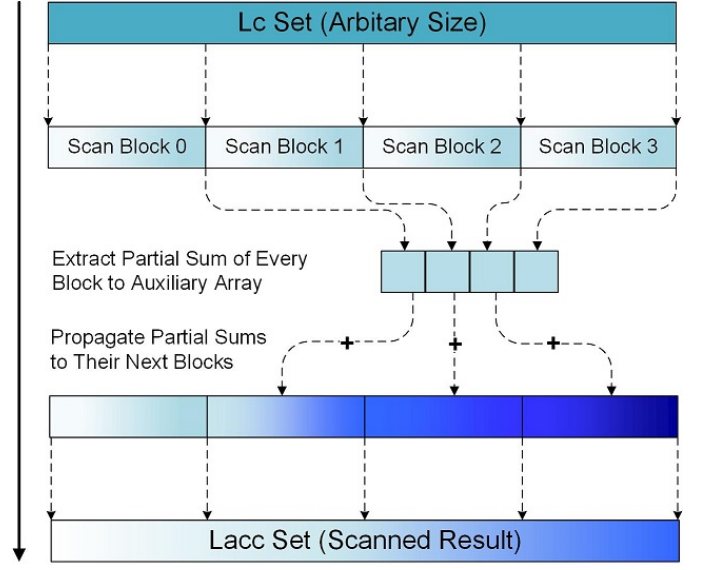 Lc Set (Arbitary Size)
Scan Block 0 Scan Block 1 Scan Block 2 Scan Block 3
Extract Partial Sum of Every
Block to Auxiliary Array
Propagate Partial Sums
to Their Next Blocks
+ + +
Lacc Set (Scanned Result)